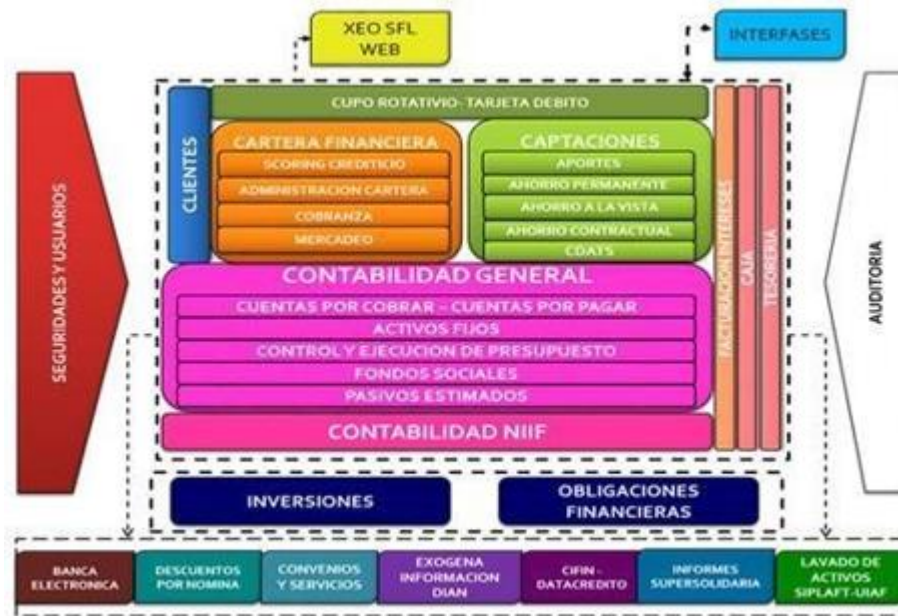 XEO SFL
WEB
INTERFASES
SEGURIDADES Y USUARIOS
CLIENTES
CUPO ROTATIVIO- TARJETA DEBITO
CARTERA FINANCIERA
SCORING CREDITICIO
ADMINISTRACION CARTERA
COBRANZA
MERCADEO
CAPTACIONES
APORTES
AHORRO PERMANENTE
AHORRO A LA VISTA
AHORRO CONTRACTUAL
CDATS
CONTABILIDAD GENERAL
CUENTAS POR COBRAR – CUENTAS POR PAGAR
ACTIVOS FIJOS
CONTROL Y EJECUCION DE PRESUPUESTO
FONDOS SOCIALES
PASIVOS ESTIMADOS
CONTABILIDAD NIIF
FACTURACION INTERESES
CAJA
TESORERIA
AUDITORIA
INVERSIONES
OBLIGACIONES
FINANCIERAS
BANCA
ELECTRONICA
DESCUENTOS
POR NOMINA
CONVENIOS
Y SERVICIOS
EXOGENA
INFORMACION
DIAN
CIFIN -
DATACREDITO
INFORMES
SUPERSOLIDARIA
LAVADO DE
ACTIVOS
SIPLAFT-UIAF